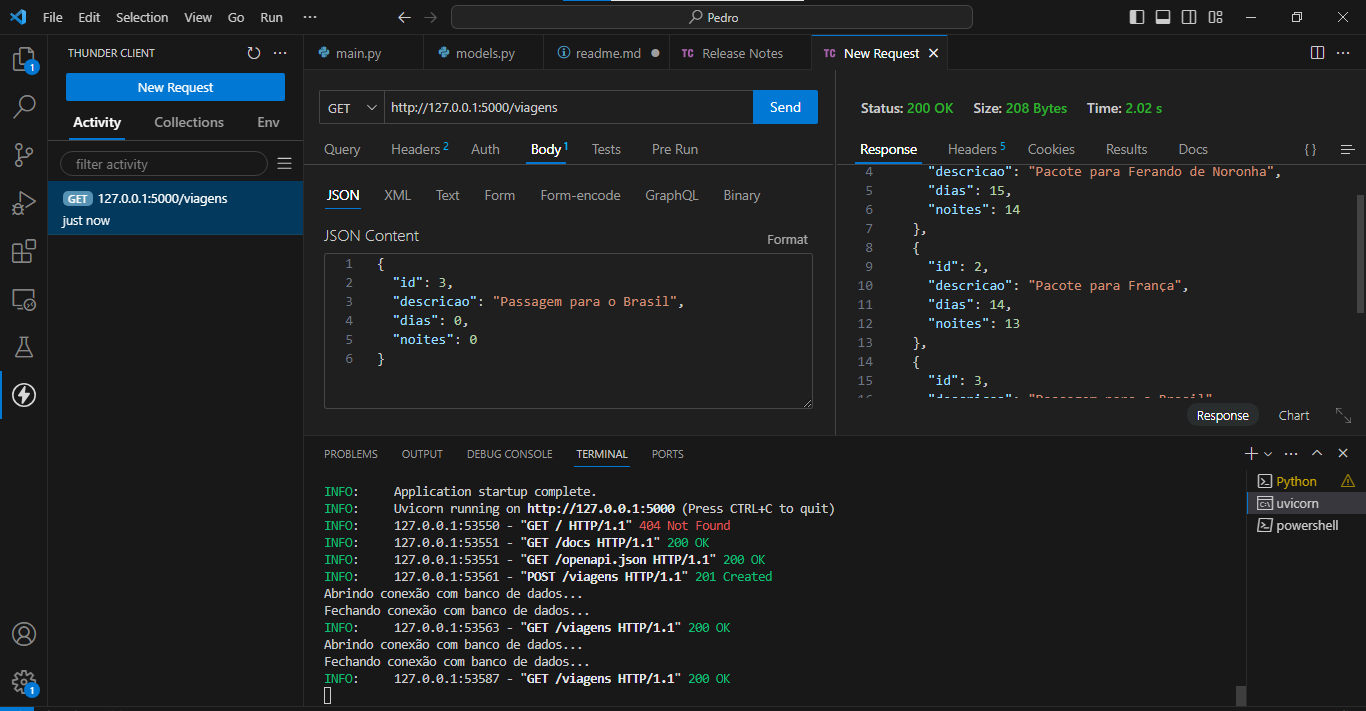 File Edit Selection View Go Run ··· Pedro
THUNDER CLIENT ···
New Request
Activity Collections Env
filter activity
GET 127.0.0.1:5000/viagens
just now
1
1
main.py models.py readme.md TC Release Notes TC New Request
GET http://127.0.0.1:5000/viagens Send
Query Headers 2 Auth Body 1 Tests Pre Run
JSON XML Text Form Form-encode GraphQL Binary
JSON Content Format
1 {
2 "id": 3,
3 "descricao": "Passagem para o Brasil",
4 "dias": 0,
5 "noites": 0
6 }
Status: 200 OK Size: 208 Bytes Time: 2.02 s
Response Headers 5 Cookies Results Docs { }
4 "descricao": "Pacote para Ferando de Noronha",
5 "dias": 15,
6 "noites": 14
7 },
8 {
9 "id": 2,
10 "descricao": "Pacote para França",
11 "dias": 14,
12 "noites": 13
13 },
14 {
15 "id": 3,
16 "descricao": "Passagem para o Brasil"
Response Chart
PROBLEMS OUTPUT DEBUG CONSOLE TERMINAL PORTS
INFO: Application startup complete.
INFO: Uvicorn running on http://127.0.0.1:5000 (Press CTRL+C to quit)
INFO: 127.0.0.1:53550 - "GET / HTTP/1.1" 404 Not Found
INFO: 127.0.0.1:53551 - "GET /docs HTTP/1.1" 200 OK
INFO: 127.0.0.1:53551 - "GET /openapi.json HTTP/1.1" 200 OK
INFO: 127.0.0.1:53561 - "POST /viagens HTTP/1.1" 201 Created
Abrindo conexão com banco de dados...
Fechando conexão com banco de dados...
INFO: 127.0.0.1:53563 - "GET /viagens HTTP/1.1" 200 OK
Abrindo conexão com banco de dados...
Fechando conexão com banco de dados...
INFO: 127.0.0.1:53587 - "GET /viagens HTTP/1.1" 200 OK
Python
uvicorn
powershell